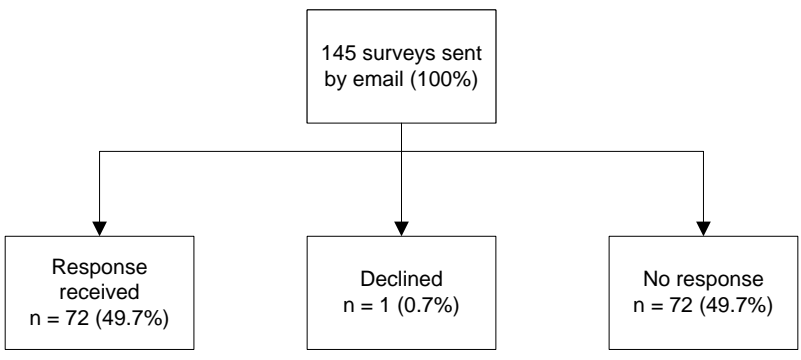 145 surveys sent
by email (100%)
Response
received
n = 72 (49.7%)
Declined
n = 1 (0.7%)
No response
n = 72 (49.7%)